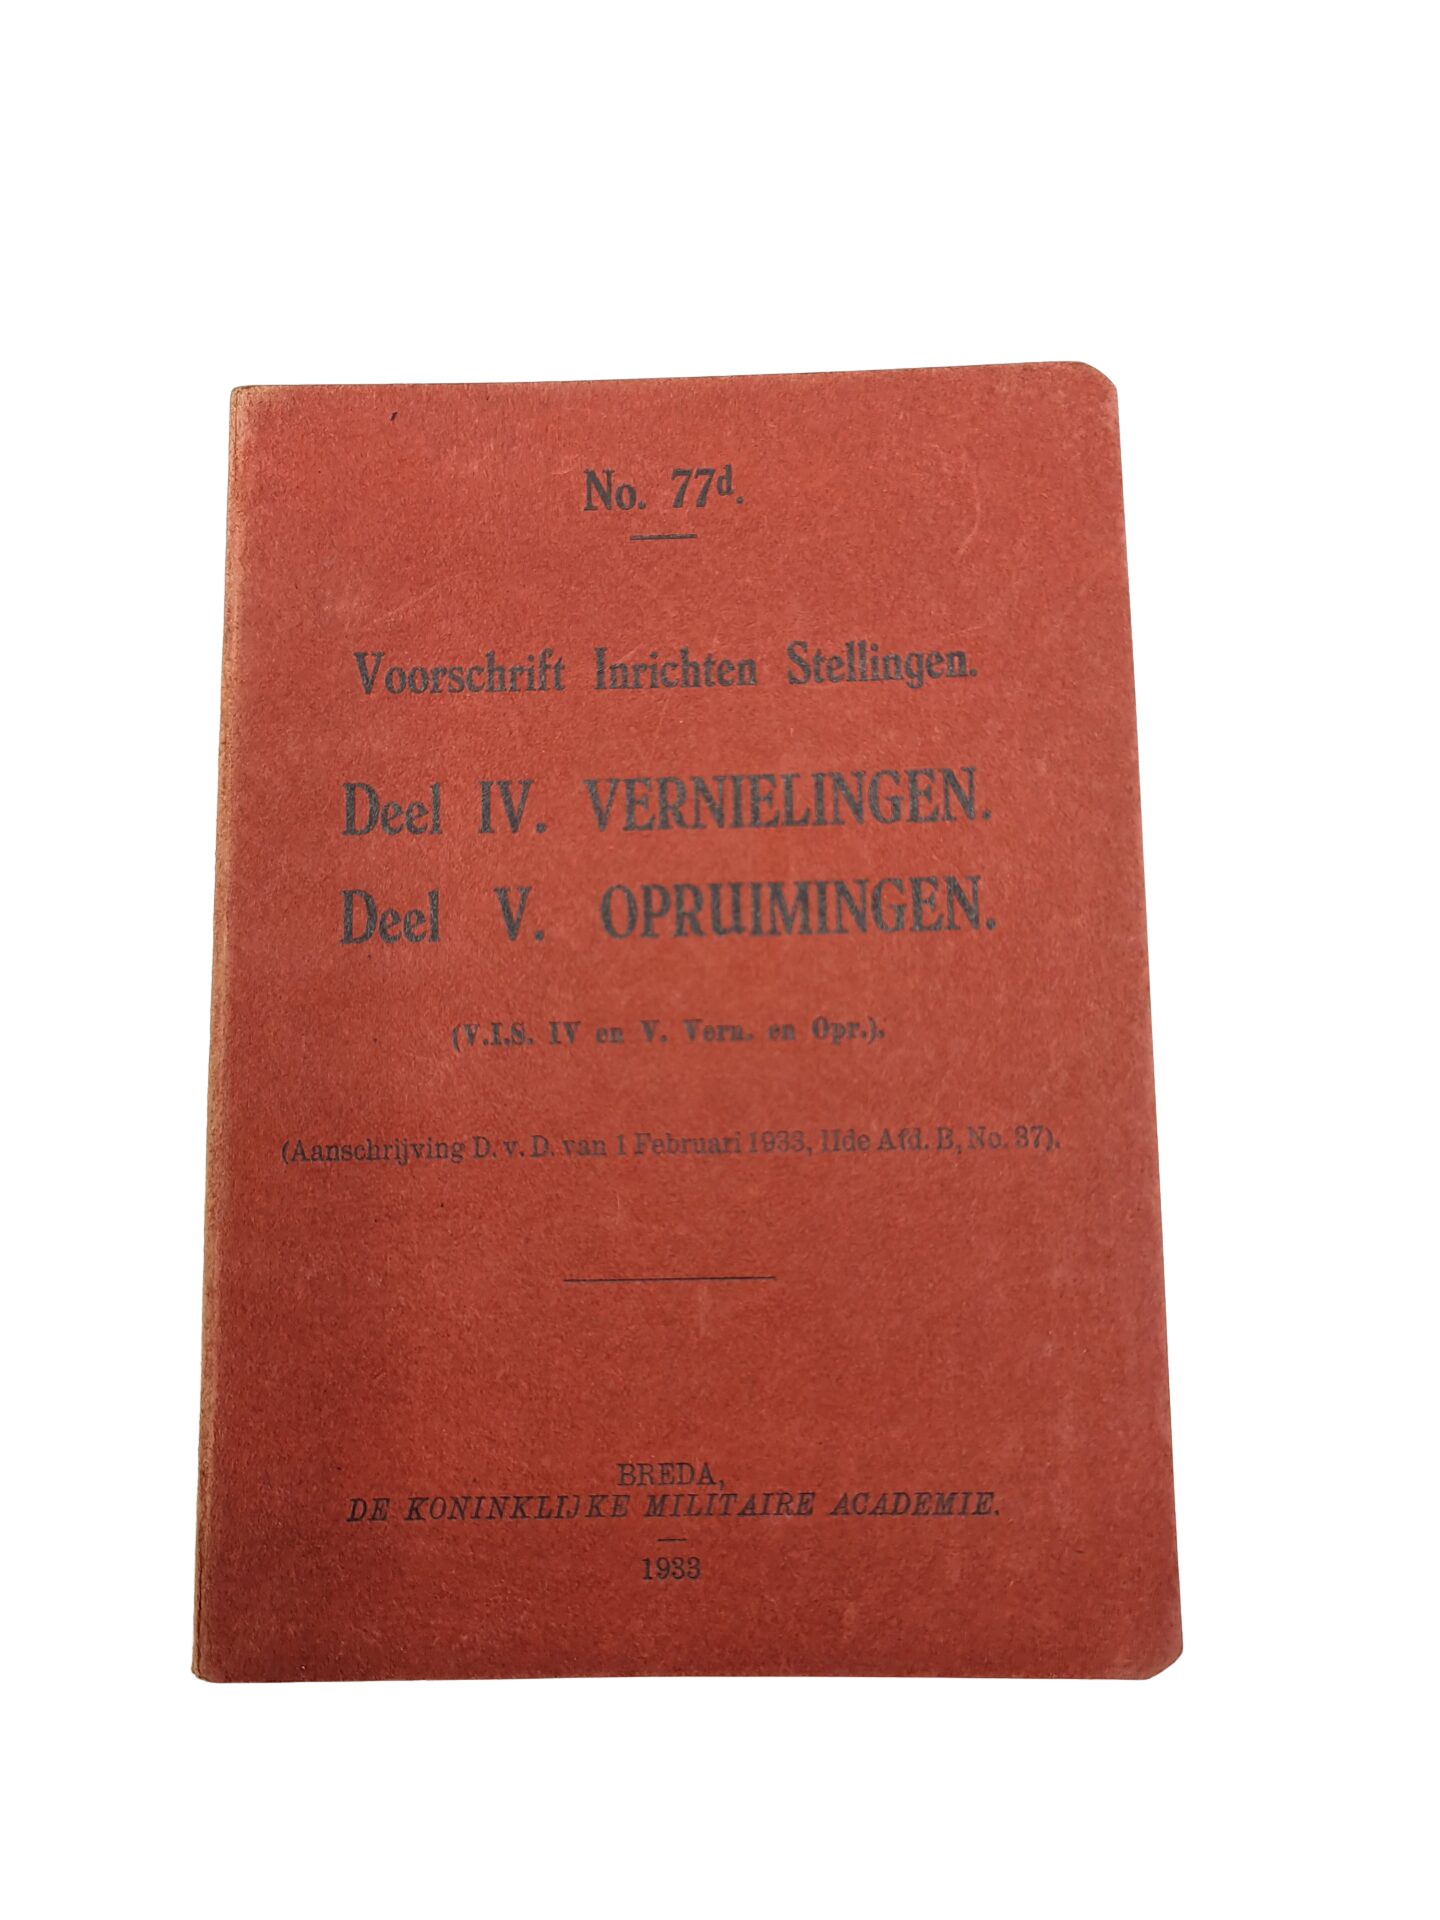 No. 77d.
Voorschrift Inrichten Stellingen.
Deel IV. VERNIELINGEN.
Deel V. OPRUIMINGEN.
(V.I.S. IV en V. Vern. en Opr.).
(Aanschrijving D. v. D. van 1 Februari 1933, IIde Afd. B, No. 37).
BREDA,
DE KONINKLIJKE MILITAIRE ACADEMIE.
1933